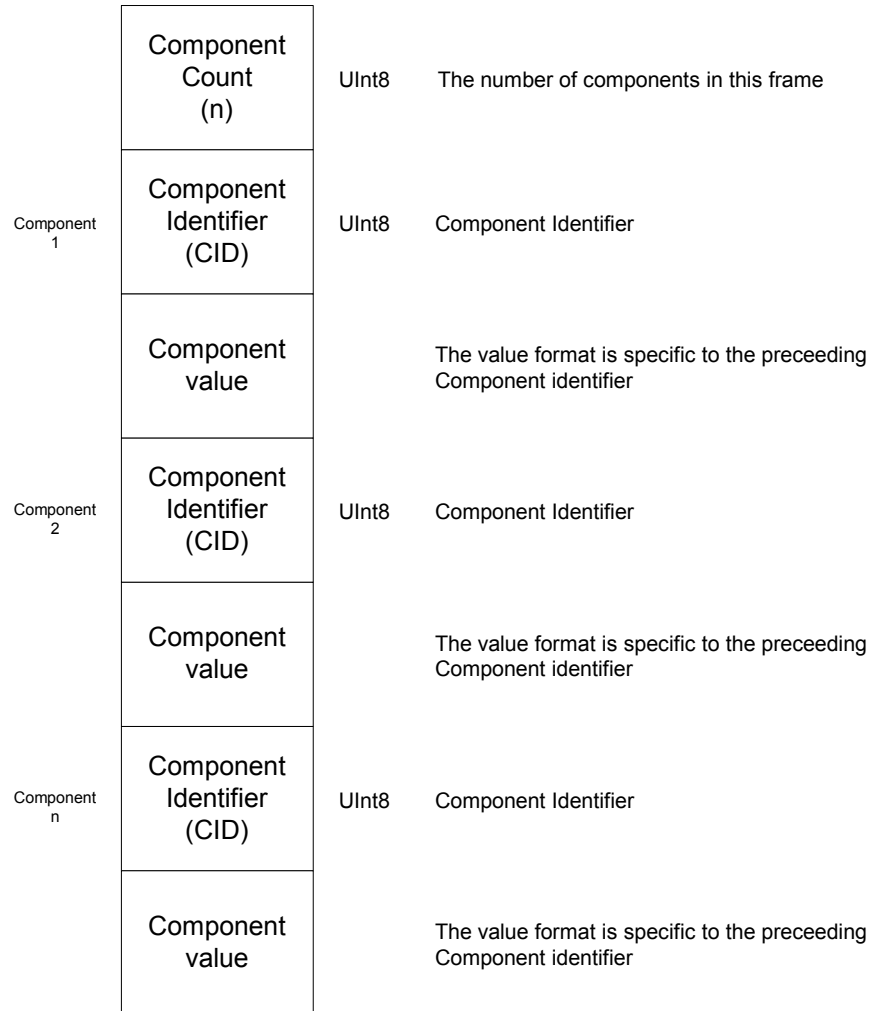 Component
Count
(n)
UInt8
The number of components in this frame
Component
1
Component
Identifier
(CID)
UInt8
Component Identifier
Component
value
The value format is specific to the preceeding
Component identifier
Component
2
Component
Identifier
(CID)
UInt8
Component Identifier
Component
value
The value format is specific to the preceeding
Component identifier
Component
n
Component
Identifier
(CID)
UInt8
Component Identifier
Component
value
The value format is specific to the preceeding
Component identifier